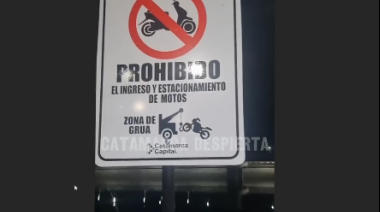 PROHIBIDO
EL INGRESO Y ESTACIONAMIENTO
DE MOTOS
ZONA DE
GRUA
CATAMARCA DESPIERTA
Catamarca
Capital